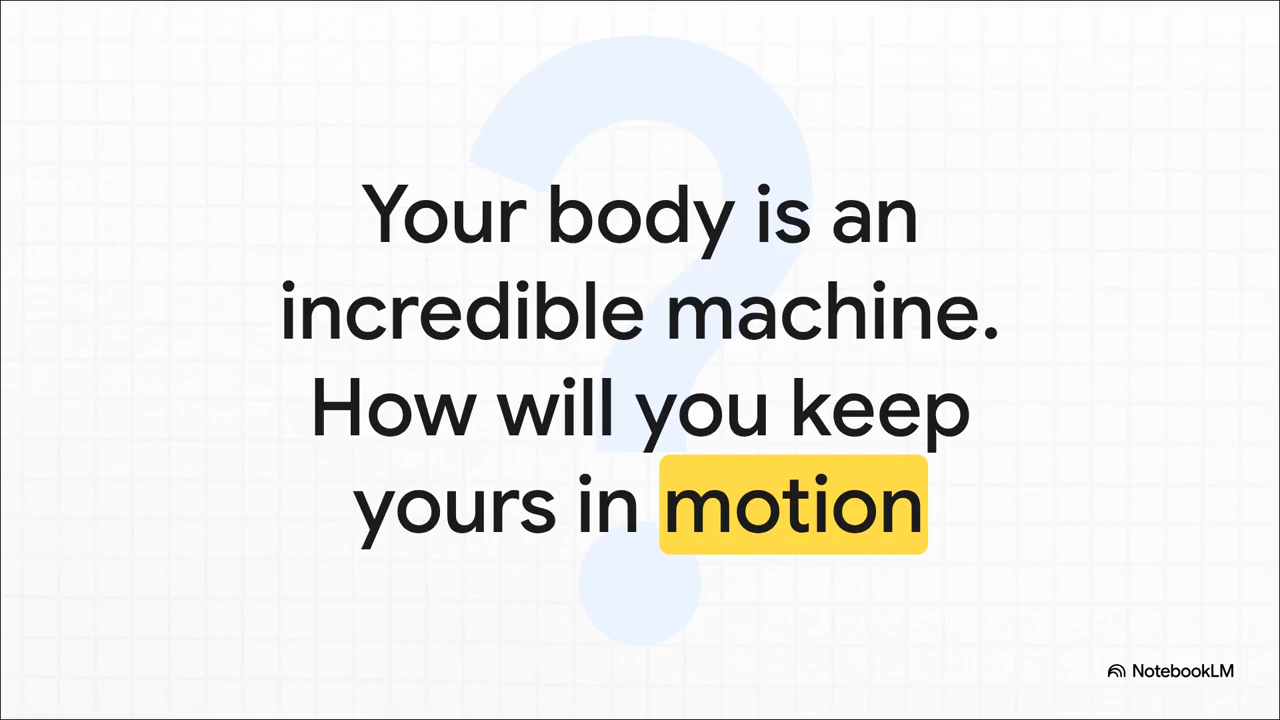 Your body is an
incredible machine.
How will you keep
yours in motion
NotebookLM